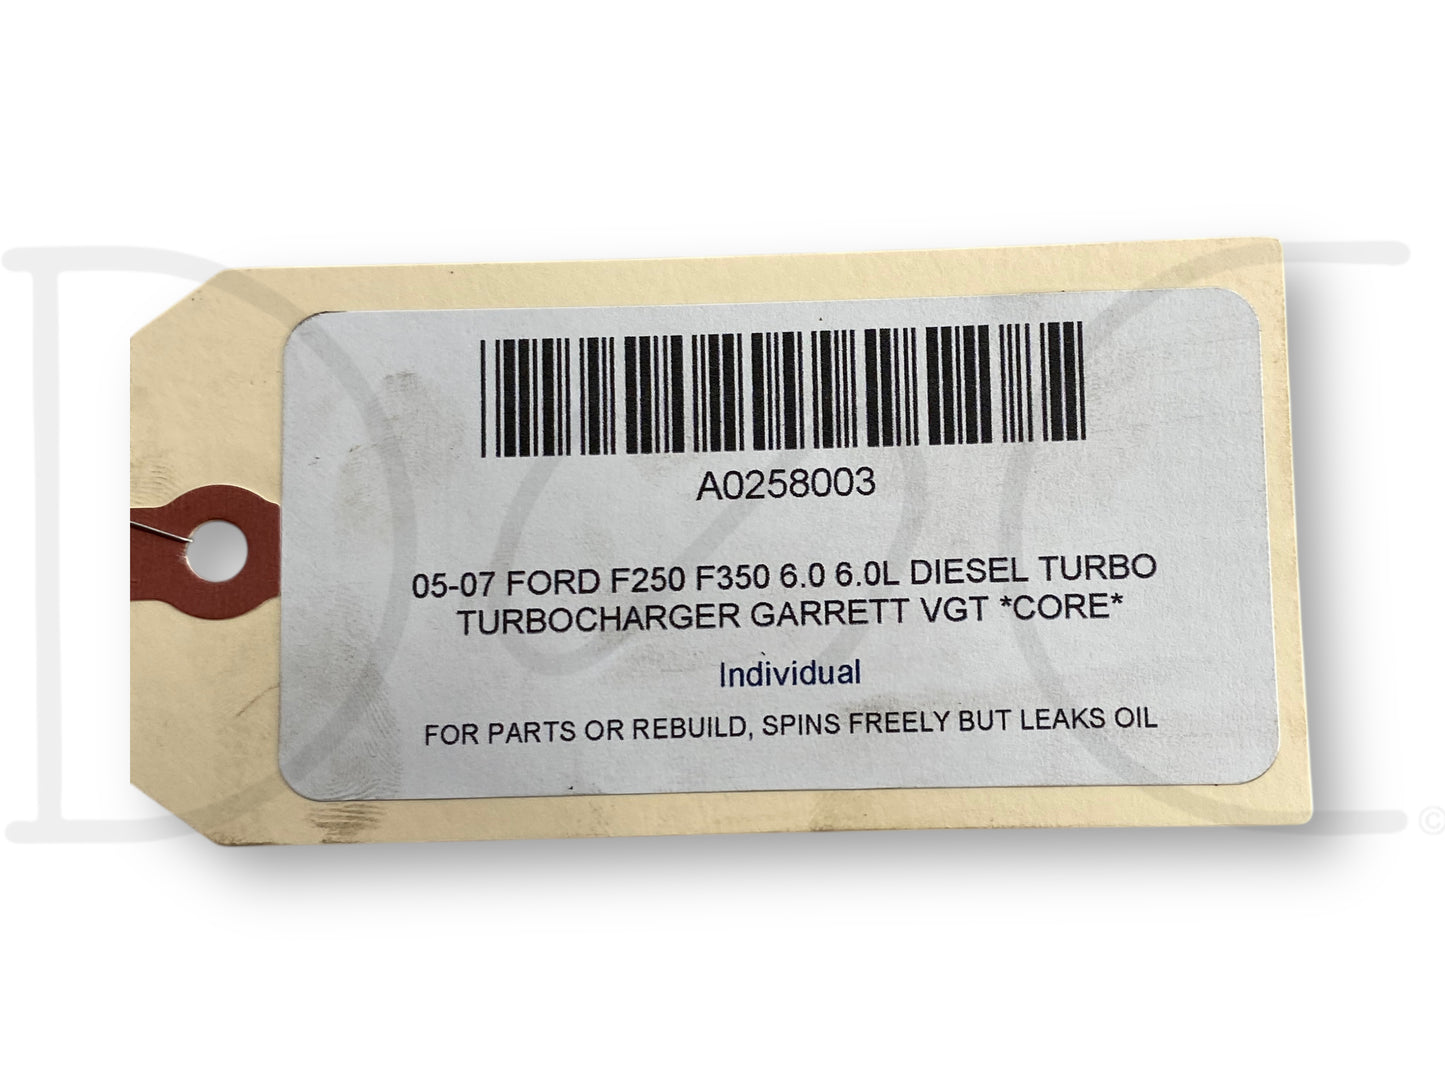 A0258003
05-07 FORD F250 F350 6.0 6.0L DIESEL TURBO
TURBOCHARGER GARRETT VGT *CORE*
Individual
FOR PARTS OR REBUILD, SPINS FREELY BUT LEAKS OIL
©